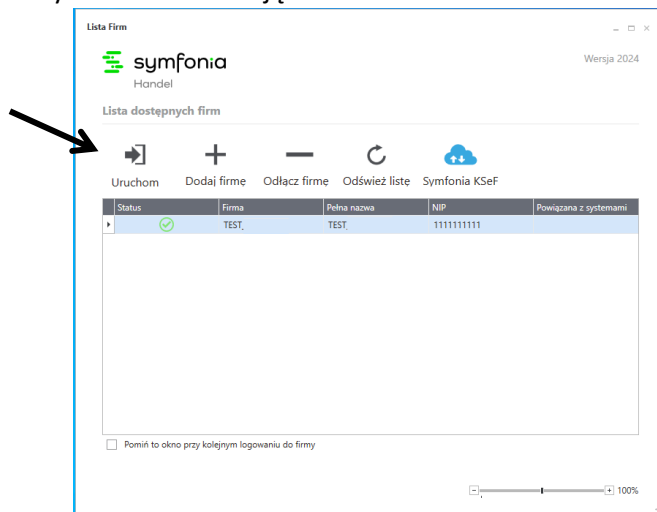 Lista Firm
symfonia
Wersja 2024
Handel
Lista dostępnych firm
Uruchom Dodaj firmę Odłącz firmę Odśwież listę Symfonia KSeF
Status Firma Pełna nazwa NIP Powiązana z systemami
TEST TEST 1111111111
Pomiń to okno przy kolejnym logowaniu do firmy
100%